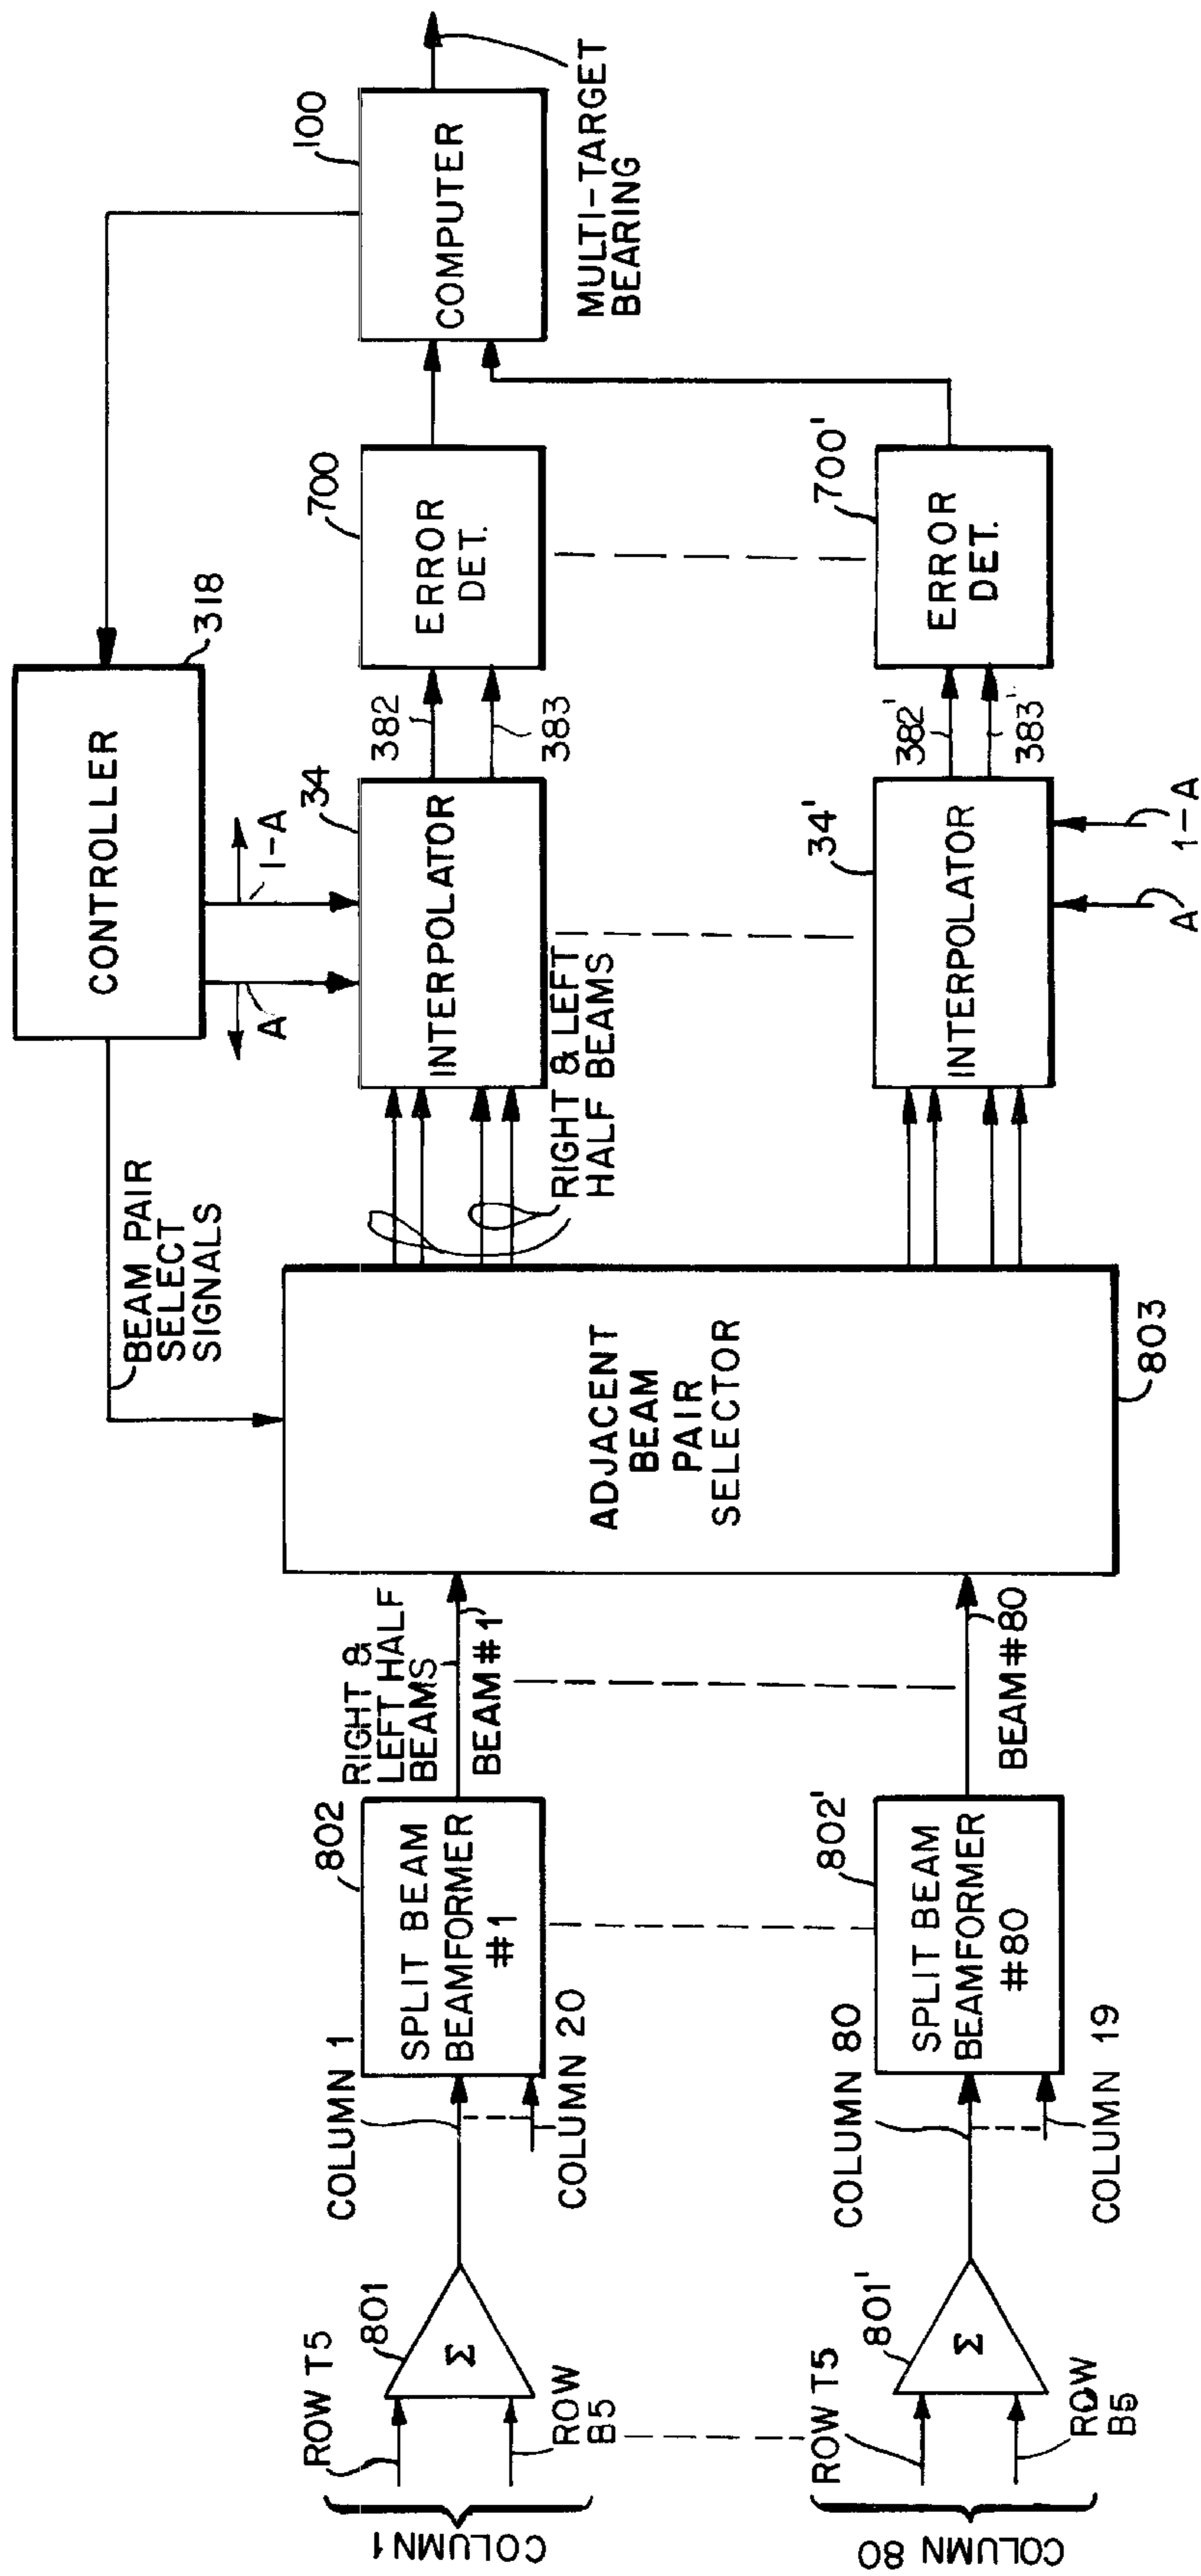 COLUMN 1
ROW T5
ROW
B5
801
Σ
COLUMN 1
COLUMN 20
802
SPLIT BEAM
BEAMFORMER
#1
RIGHT &
LEFT HALF
BEAMS
BEAM #1
COLUMN 80
ROW T5
ROW
B5
801'
Σ
COLUMN 80
COLUMN 19
802'
SPLIT BEAM
BEAMFORMER
#80
BEAM #80
ADJACENT
BEAM
PAIR
SELECTOR
803
BEAM PAIR
SELECT
SIGNALS
CONTROLLER
318
A
1-A
RIGHT & LEFT
HALF BEAMS
INTERPOLATOR
34
382
383
ERROR
DET.
700
COMPUTER
100
MULTI-TARGET
BEARING
INTERPOLATOR
34'
A
1-A
382'
383'
ERROR
DET.
700'